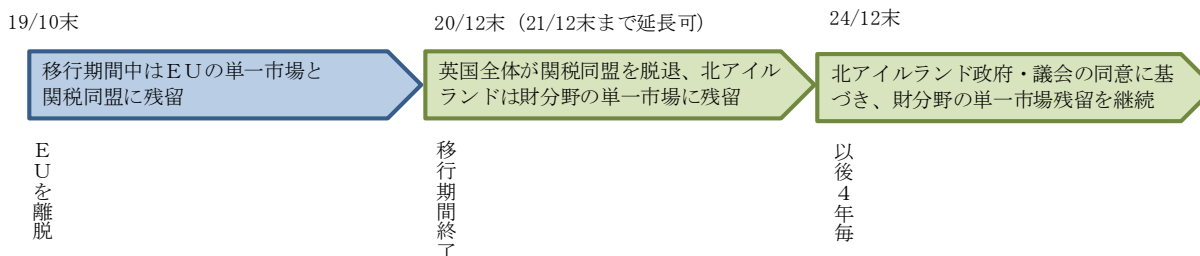 19/10末
20/12末（21/12末まで延長可）
24/12末
移行期間中はＥＵの単一市場と
関税同盟に残留
英国全体が関税同盟を脱退、北アイル
ランドは財分野の単一市場に残留
北アイルランド政府・議会の同意に基
づき、財分野の単一市場残留を継続
ＥＵを離脱
移行期間終了
以後４年毎